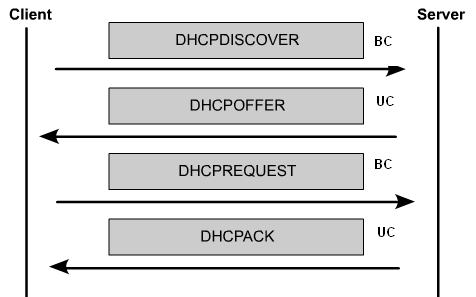 Client Server
DHCPDISCOVER BC
DHCPOFFER UC
DHCPREQUEST BC
DHCPACK UC